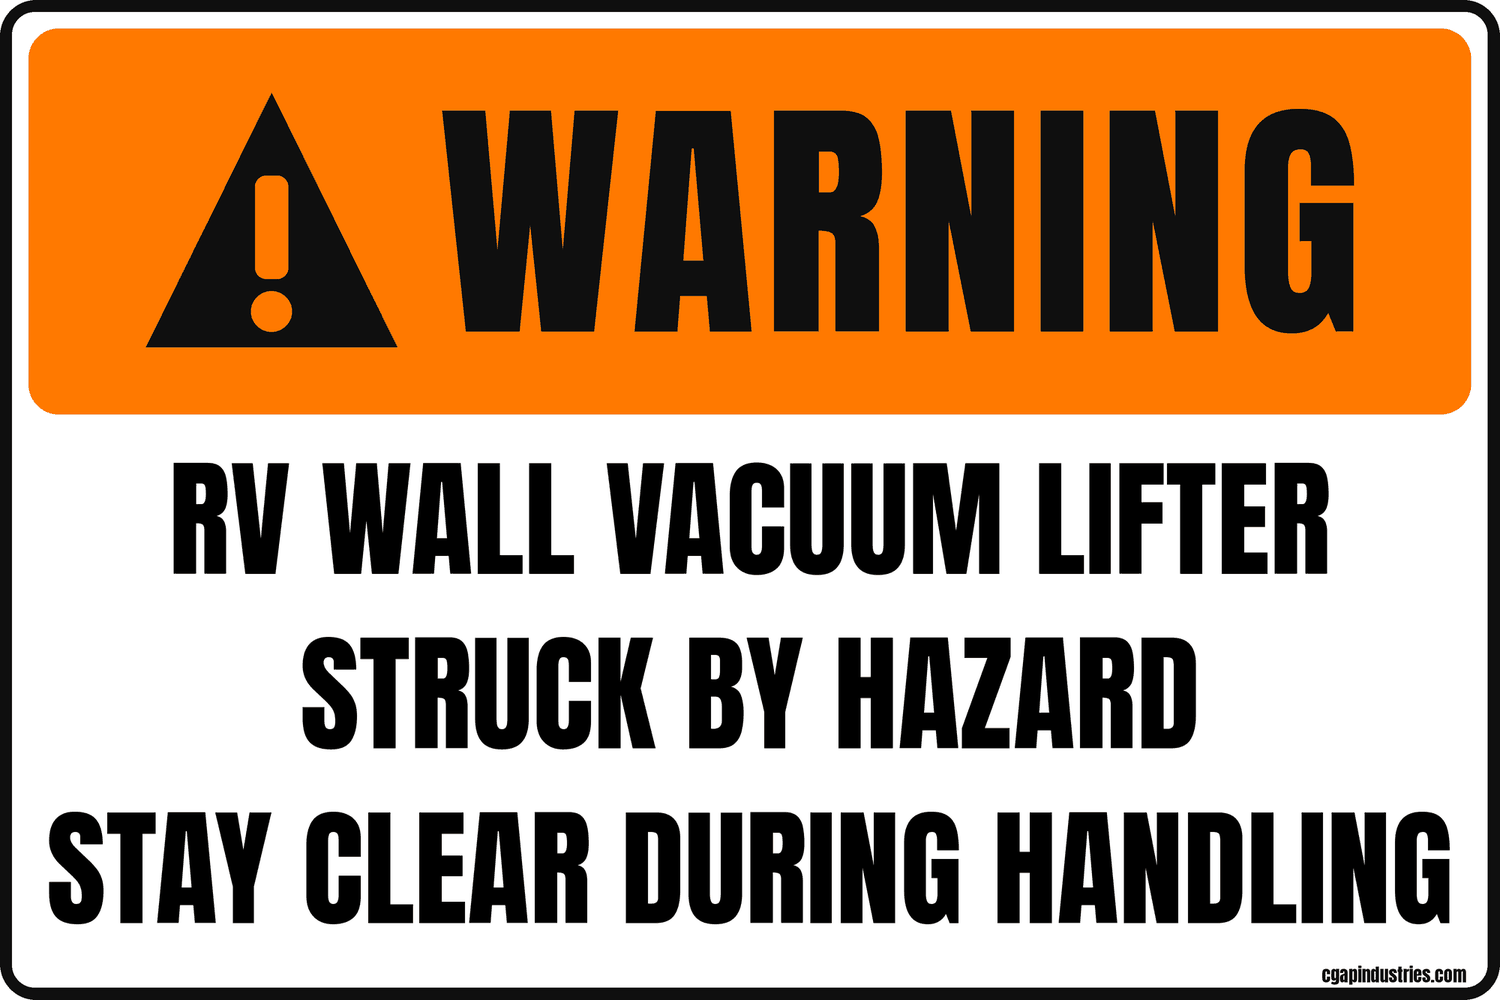 WARNING
RV WALL VACUUM LIFTER
STRUCK BY HAZARD
STAY CLEAR DURING HANDLING
cgapindustries.com